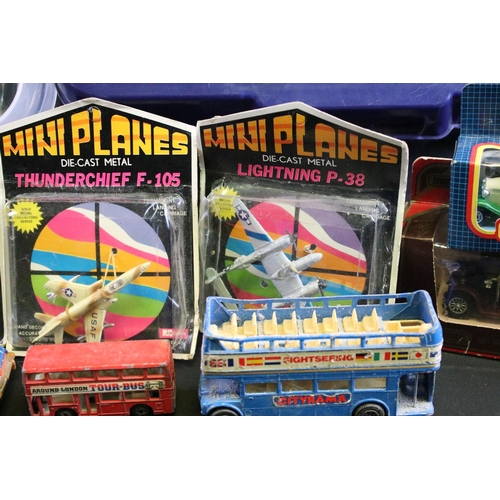 MINI PLANES
DIE-CAST METAL
THUNDERCHIEF F-105
USAF
MINI PLANES
DIE-CAST METAL
LIGHTNING P-38
AROUND LONDON TOUR-BUS
SIGHTSEEING
CITYRAMA